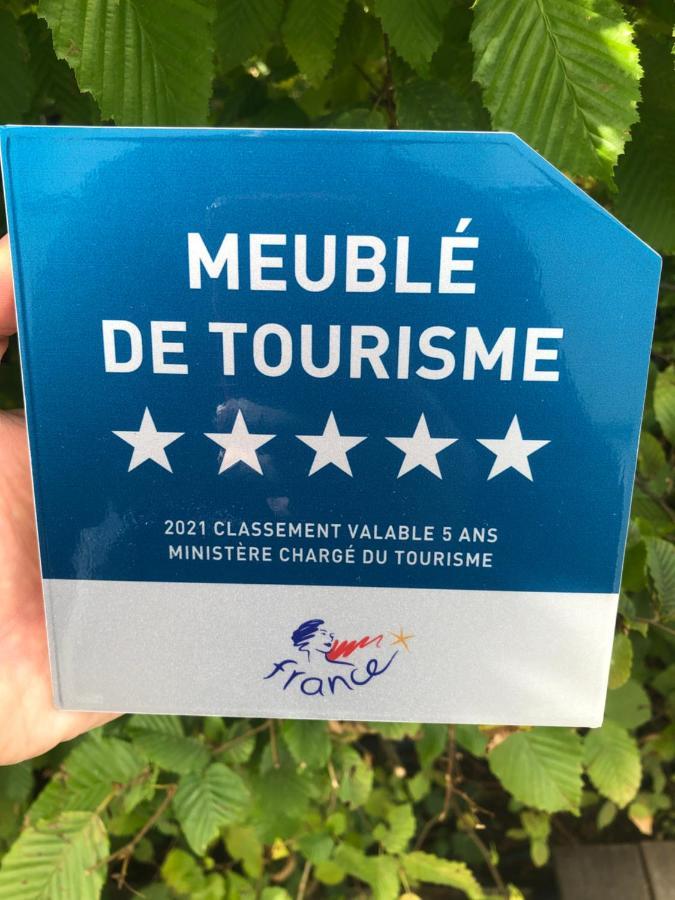 MEUBLÉ
DE TOURISME
2021 CLASSEMENT VALABLE 5 ANS
MINISTÈRE CHARGÉ DU TOURISME
france